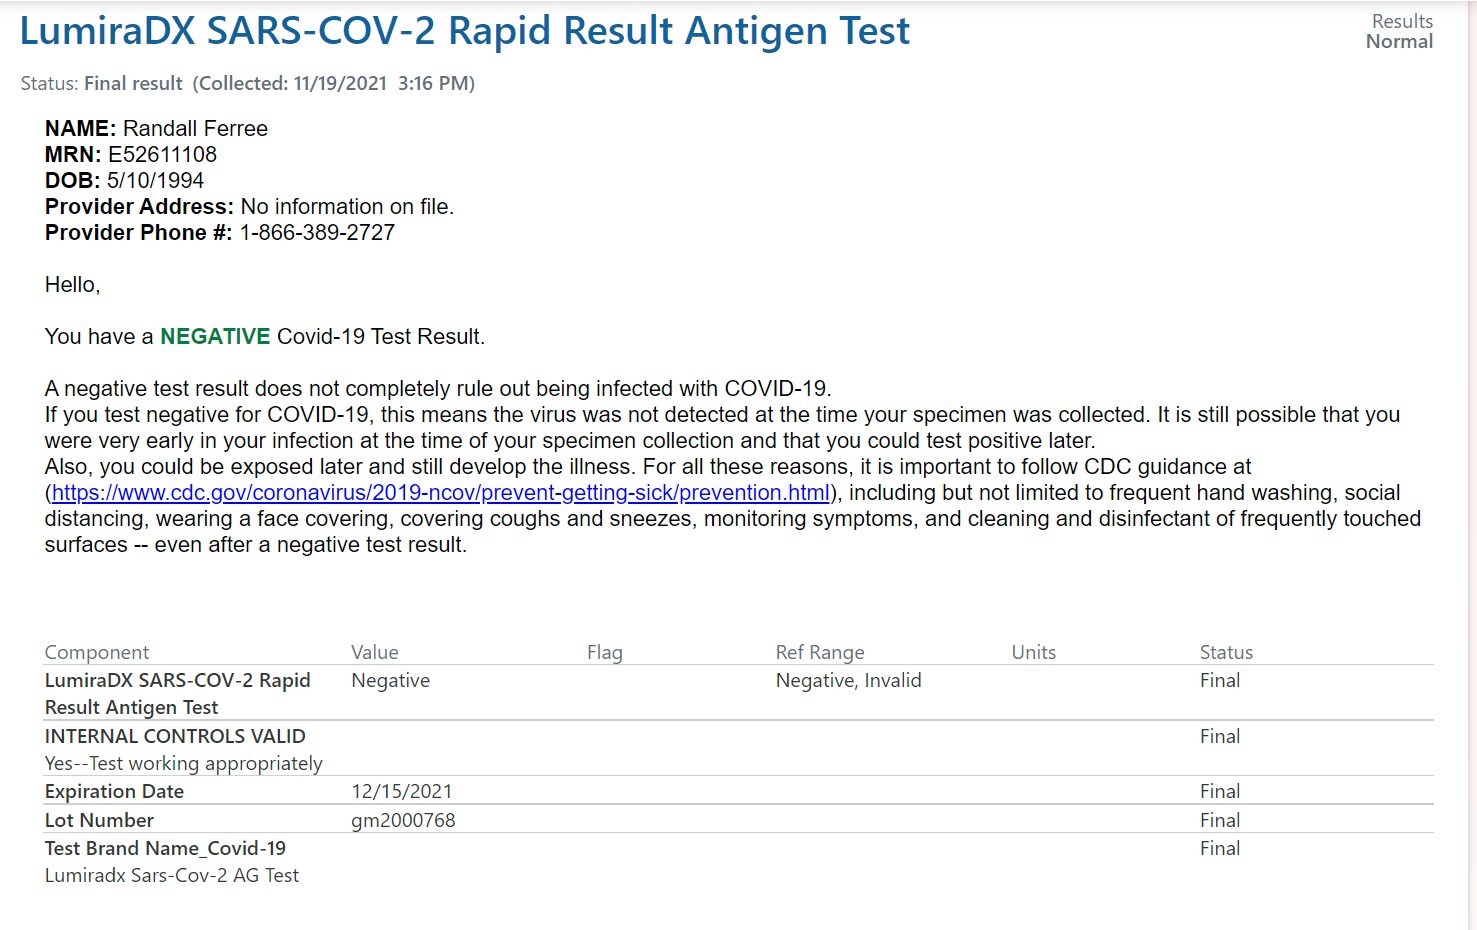 LumiraDX SARS-COV-2 Rapid Result Antigen Test
Results
Normal
Status: Final result (Collected: 11/19/2021 3:16 PM)
NAME: Randall Ferree
MRN: E52611108
DOB: 5/10/1994
Provider Address: No information on file.
Provider Phone #: 1-866-389-2727
Hello,
You have a NEGATIVE Covid-19 Test Result.
A negative test result does not completely rule out being infected with COVID-19.
If you test negative for COVID-19, this means the virus was not detected at the time your specimen was collected. It is still possible that you
were very early in your infection at the time of your specimen collection and that you could test positive later.
Also, you could be exposed later and still develop the illness. For all these reasons, it is important to follow CDC guidance at
(https://www.cdc.gov/coronavirus/2019-ncov/prevent-getting-sick/prevention.html), including but not limited to frequent hand washing, social
distancing, wearing a face covering, covering coughs and sneezes, monitoring symptoms, and cleaning and disinfectant of frequently touched
surfaces -- even after a negative test result.
Component Value Flag Ref Range Units Status
LumiraDX SARS-COV-2 Rapid Negative Negative, Invalid Final
Result Antigen Test
INTERNAL CONTROLS VALID Final
Yes--Test working appropriately
Expiration Date 12/15/2021 Final
Lot Number gm2000768 Final
Test Brand Name_Covid-19 Final
Lumiradx Sars-Cov-2 AG Test